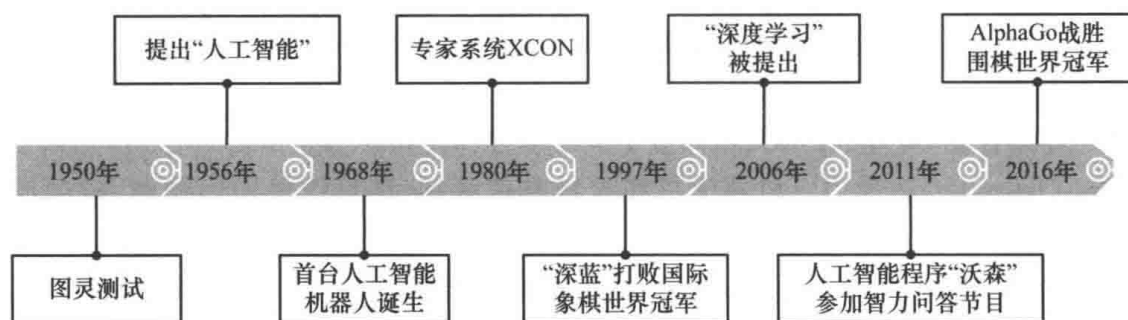 提出“人工智能”
专家系统XCON
“深度学习”
被提出
AlphaGo战胜
围棋世界冠军
1950年
1956年
1968年
1980年
1997年
2006年
2011年
2016年
图灵测试
首台人工智能
机器人诞生
“深蓝”打败国际
象棋世界冠军
人工智能程序“沃森”
参加智力问答节目